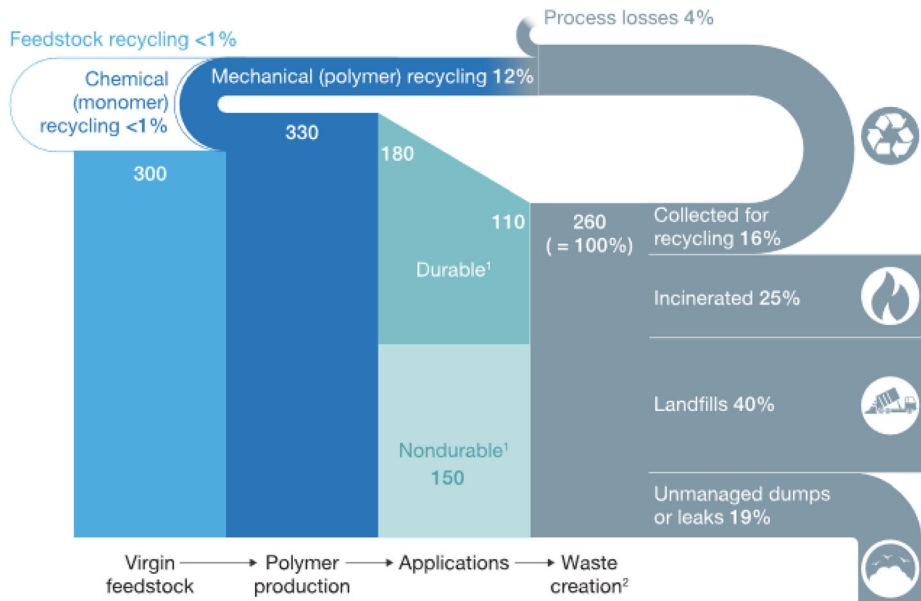 Process losses 4%
Feedstock recycling <1%
Chemical
(monomer)
recycling <1%
Mechanical (polymer) recycling 12%
300
330
180
110
260
( = 100%)
Durable¹
Nondurable¹
150
Collected for
recycling 16%
Incinerated 25%
Landfills 40%
Unmanaged dumps
or leaks 19%
Virgin
feedstock
Polymer
production
Applications
Waste
creation²